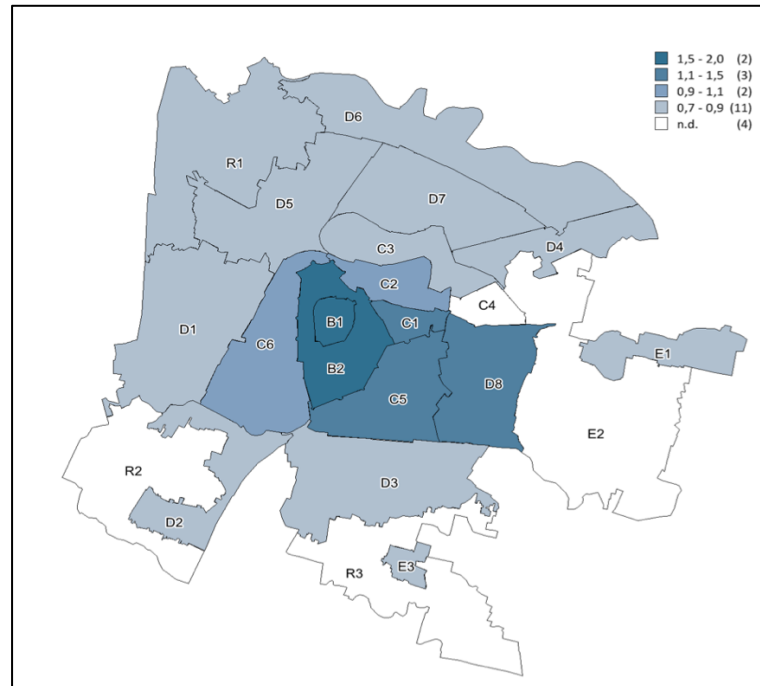 1,5 - 2,0 (2)
1,1 - 1,5 (3)
0,9 - 1,1 (2)
0,7 - 0,9 (11)
n.d. (4)
D6
R1
D7
D5
C3
D4
C2
C4
B1
C1
D1
C6
E1
B2
D8
C5
E2
R2
D3
D2
E3
R3